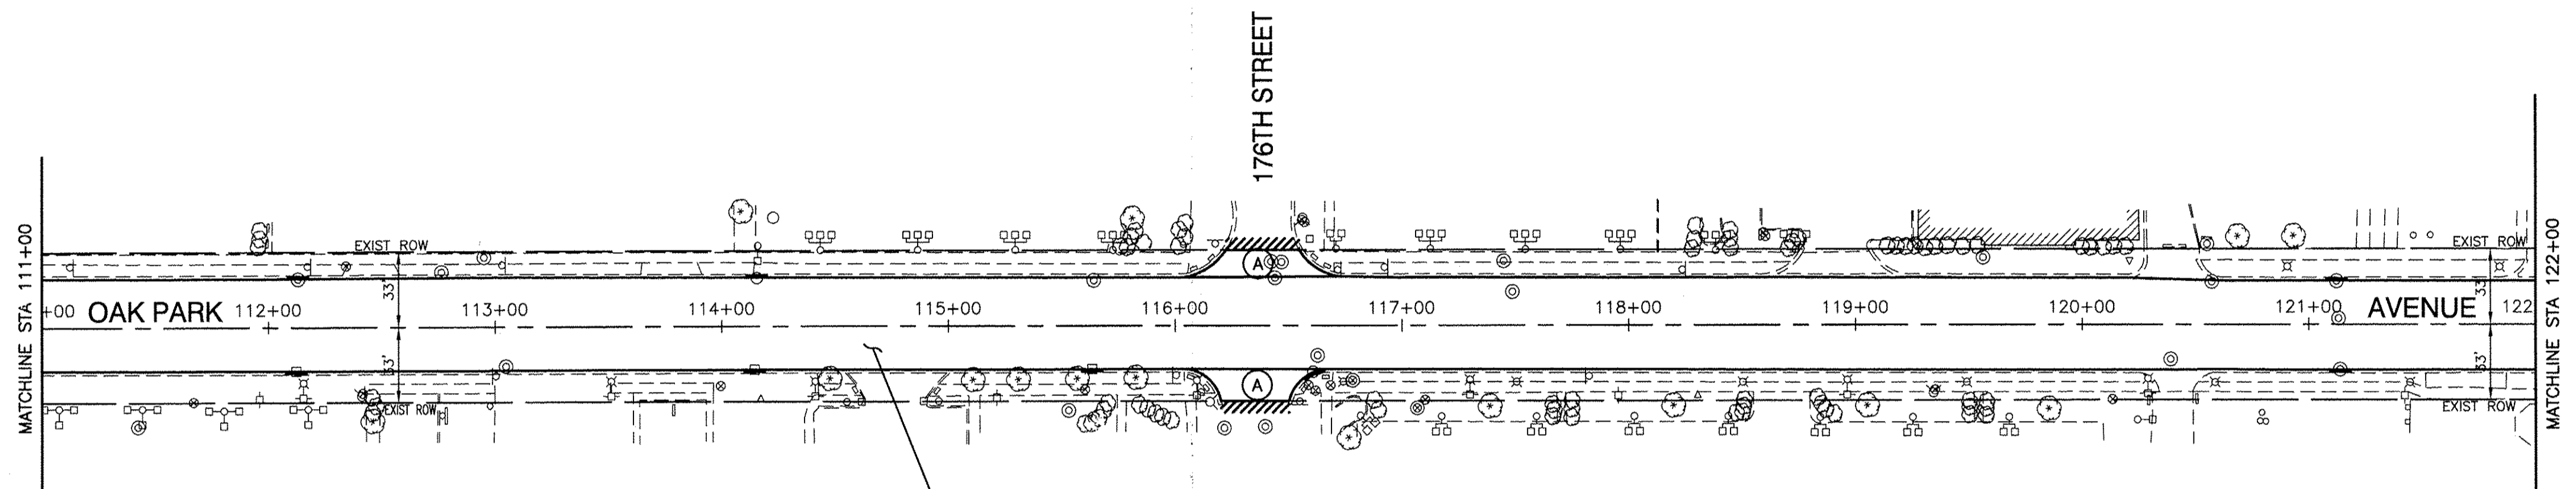 176TH STREET
MATCHLINE STA 111+00
EXIST ROW
EXIST ROW
A
33'
33'
+00
OAK PARK
112+00
113+00
114+00
115+00
116+00
117+00
118+00
119+00
120+00
121+00
AVENUE
122
33'
33'
A
EXIST ROW
EXIST ROW
MATCHLINE STA 122+00